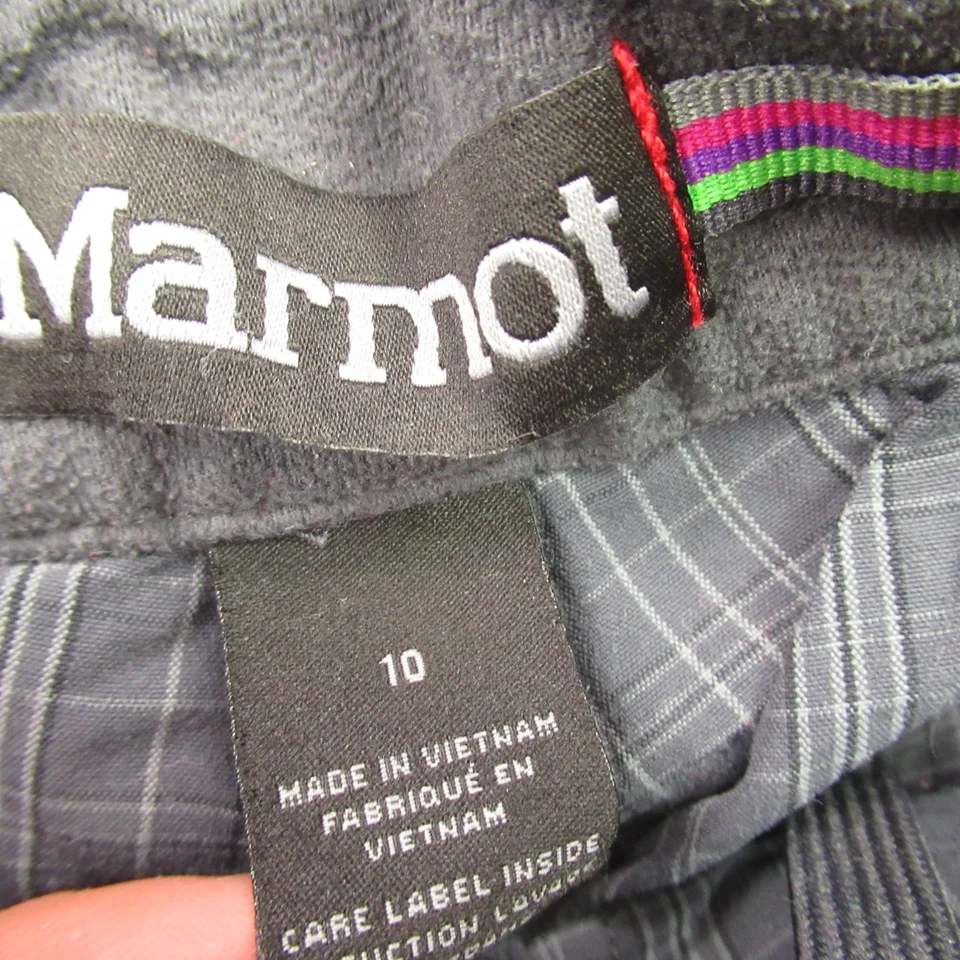 Marmot
10
MADE IN VIETNAM
FABRIQUÉ EN
VIETNAM
CARE LABEL INSIDE